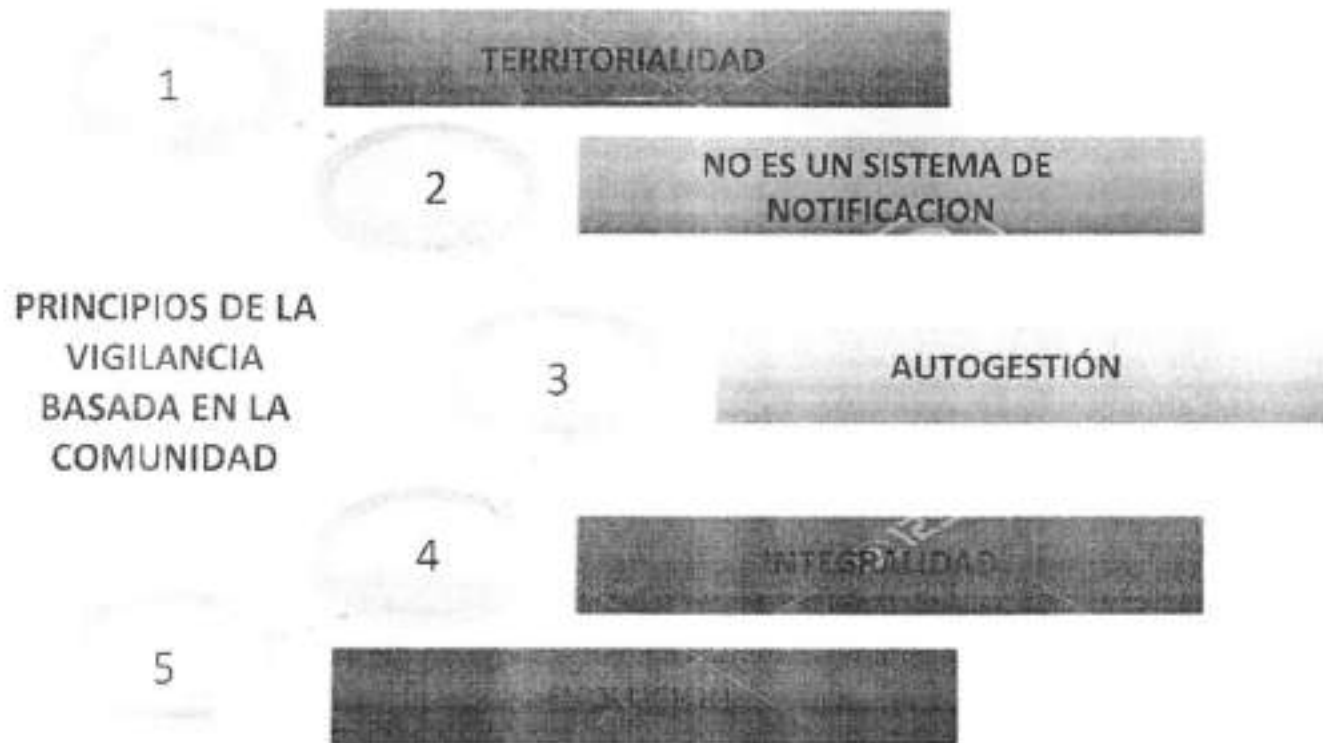 1
TERRITORIALIDAD
2
NO ES UN SISTEMA DE
NOTIFICACION
PRINCIPIOS DE LA
VIGILANCIA
BASADA EN LA
COMUNIDAD
3
AUTOGESTIÓN
4
INTEGRALIDAD
5